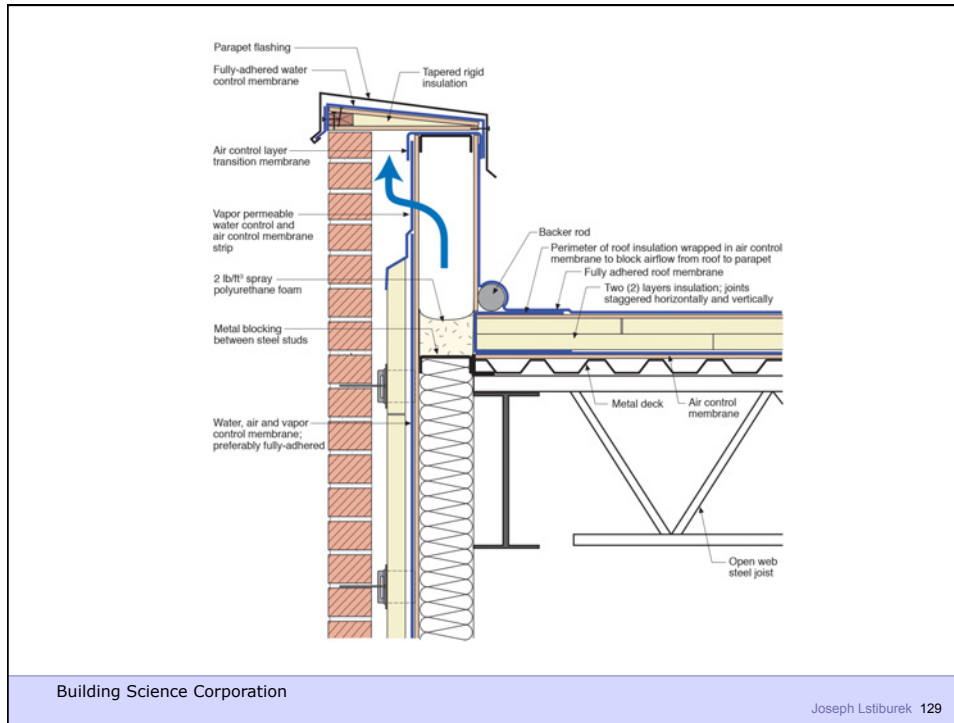 Parapet flashing
Fully-adhered water
control membrane
Tapered rigid
insulation
Air control layer
transition membrane
Vapor permeable
water control and
air control membrane
strip
Backer rod
Perimeter of roof insulation wrapped in air control
membrane to block airflow from roof to parapet
Fully adhered roof membrane
Two (2) layers insulation; joints
staggered horizontally and vertically
2 lb/ft³ spray
polyurethane foam
Metal blocking
between steel studs
Metal deck
Air control
membrane
Water, air and vapor
control membrane;
preferably fully-adhered
Open web
steel joist
Building Science Corporation
Joseph Lstiburek 129